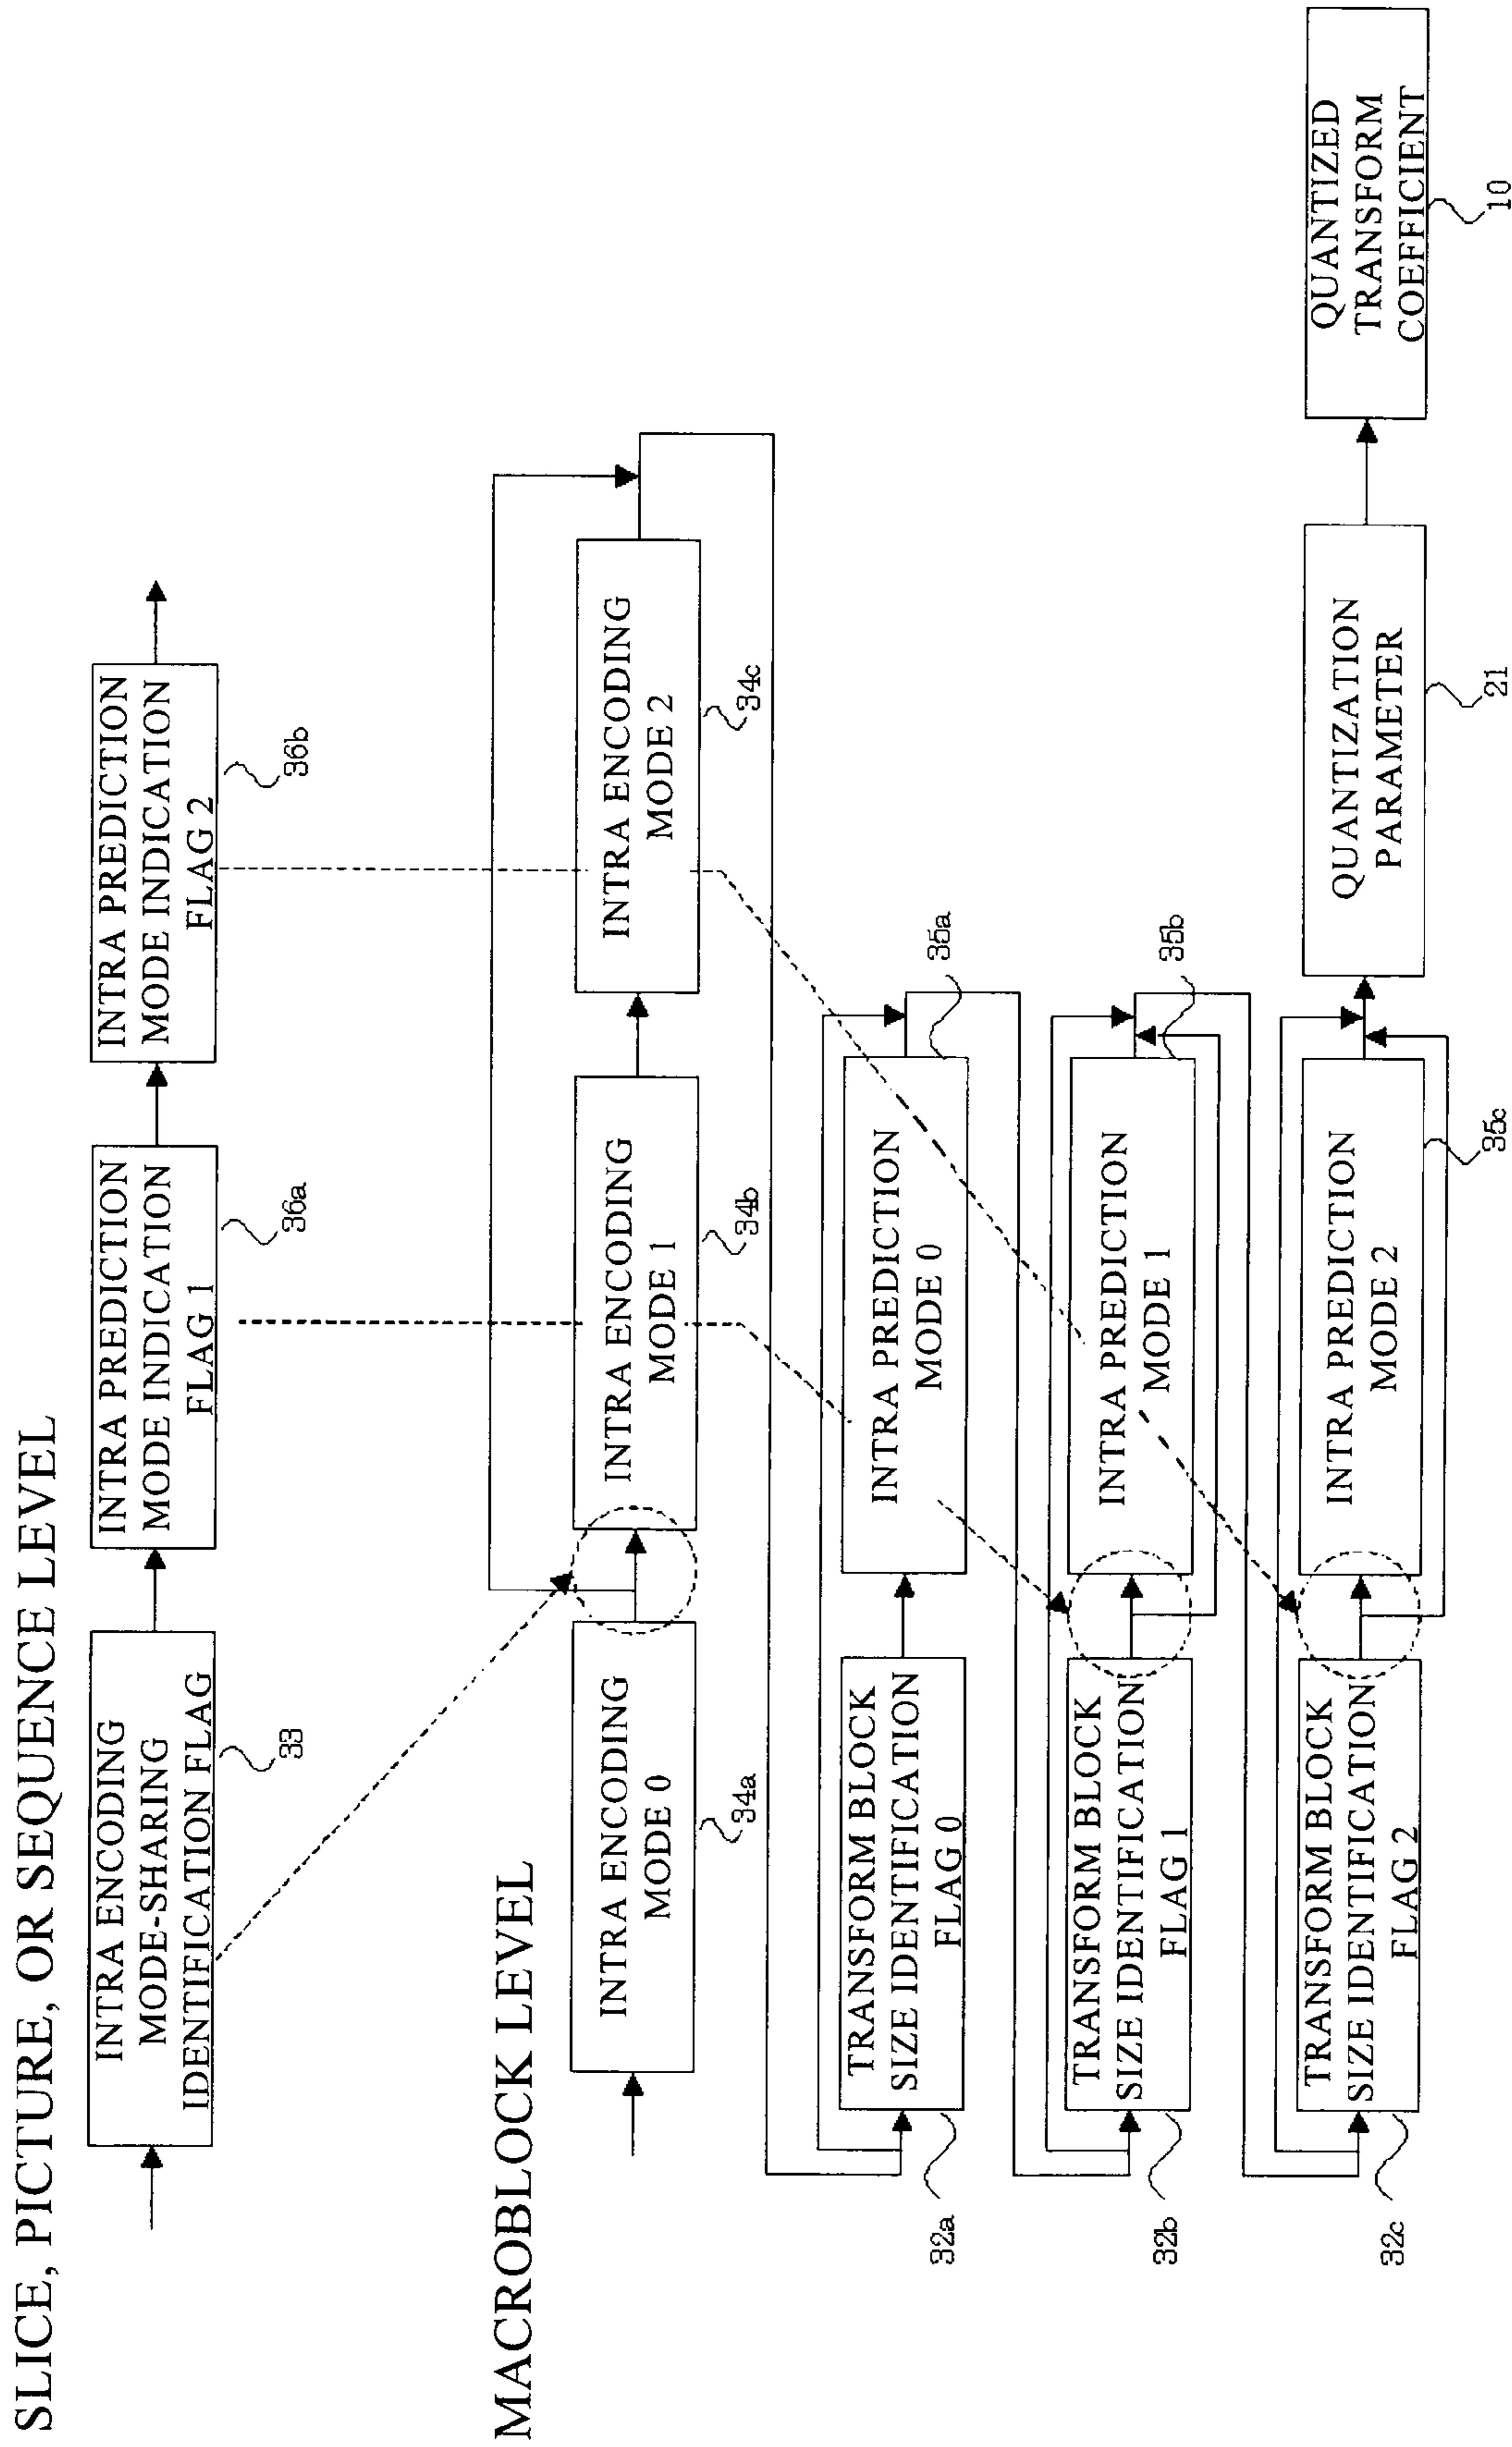 SLICE, PICTURE, OR SEQUENCE LEVEL
INTRA ENCODING
MODE-SHARING
IDENTIFICATION FLAG
33
INTRA PREDICTION
MODE INDICATION
FLAG 1
36a
INTRA PREDICTION
MODE INDICATION
FLAG 2
36b
MACROBLOCK LEVEL
INTRA ENCODING
MODE 0
34a
INTRA ENCODING
MODE 1
34b
INTRA ENCODING
MODE 2
34c
TRANSFORM BLOCK
SIZE IDENTIFICATION
FLAG 0
32a
INTRA PREDICTION
MODE 0
35a
TRANSFORM BLOCK
SIZE IDENTIFICATION
FLAG 1
32b
INTRA PREDICTION
MODE 1
35b
TRANSFORM BLOCK
SIZE IDENTIFICATION
FLAG 2
32c
INTRA PREDICTION
MODE 2
35c
QUANTIZATION
PARAMETER
21
QUANTIZED
TRANSFORM
COEFFICIENT
10